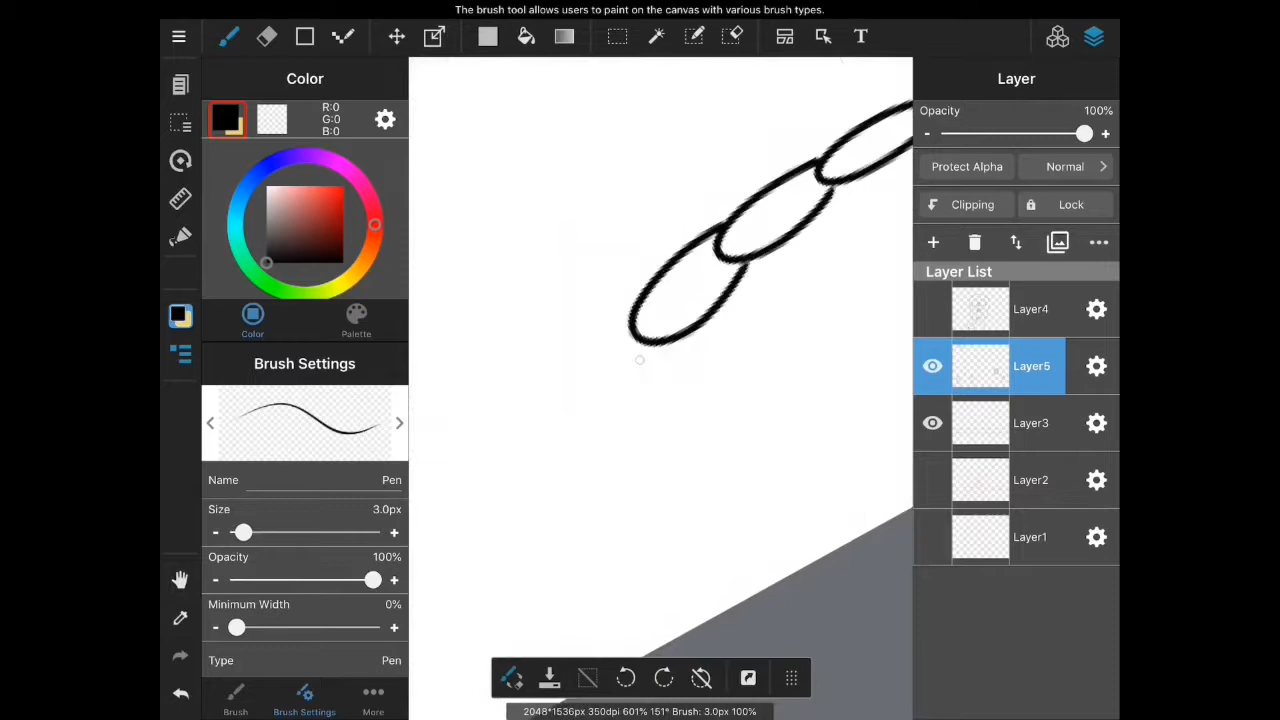 The brush tool allows users to paint on the canvas with various brush types.
T
Color
R:0
G:0
B:0
Color
Palette
Brush Settings
Name Pen
Size 3.0px
- +
Opacity 100%
- +
Minimum Width 0%
- +
Type Pen
Brush
Brush Settings
More
2048*1536px 350dpi 601% 151° Brush: 3.0px 100%
Layer
Opacity 100%
- +
Protect Alpha
Normal
Clipping
Lock
Layer List
Layer4
Layer5
Layer3
Layer2
Layer1